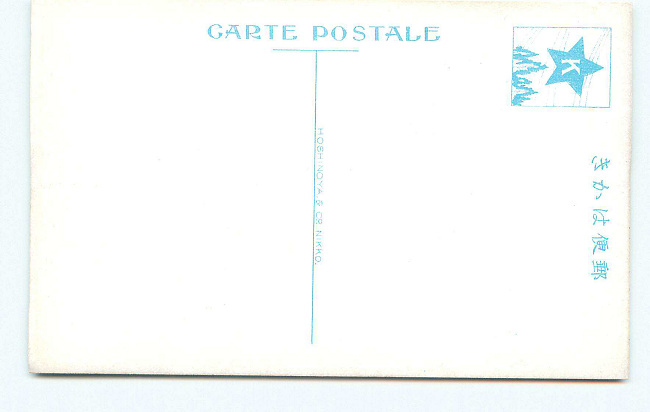 CARTE POSTALE
K
HOSHINOYA & CO. NIKKO.
郵便はかき